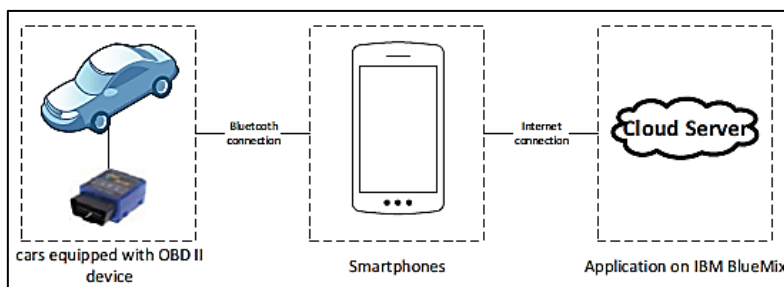 Bluetooth
connection
Internet
connection
Cloud Server
cars equipped with OBD II
device
Smartphones
Application on IBM BlueMix